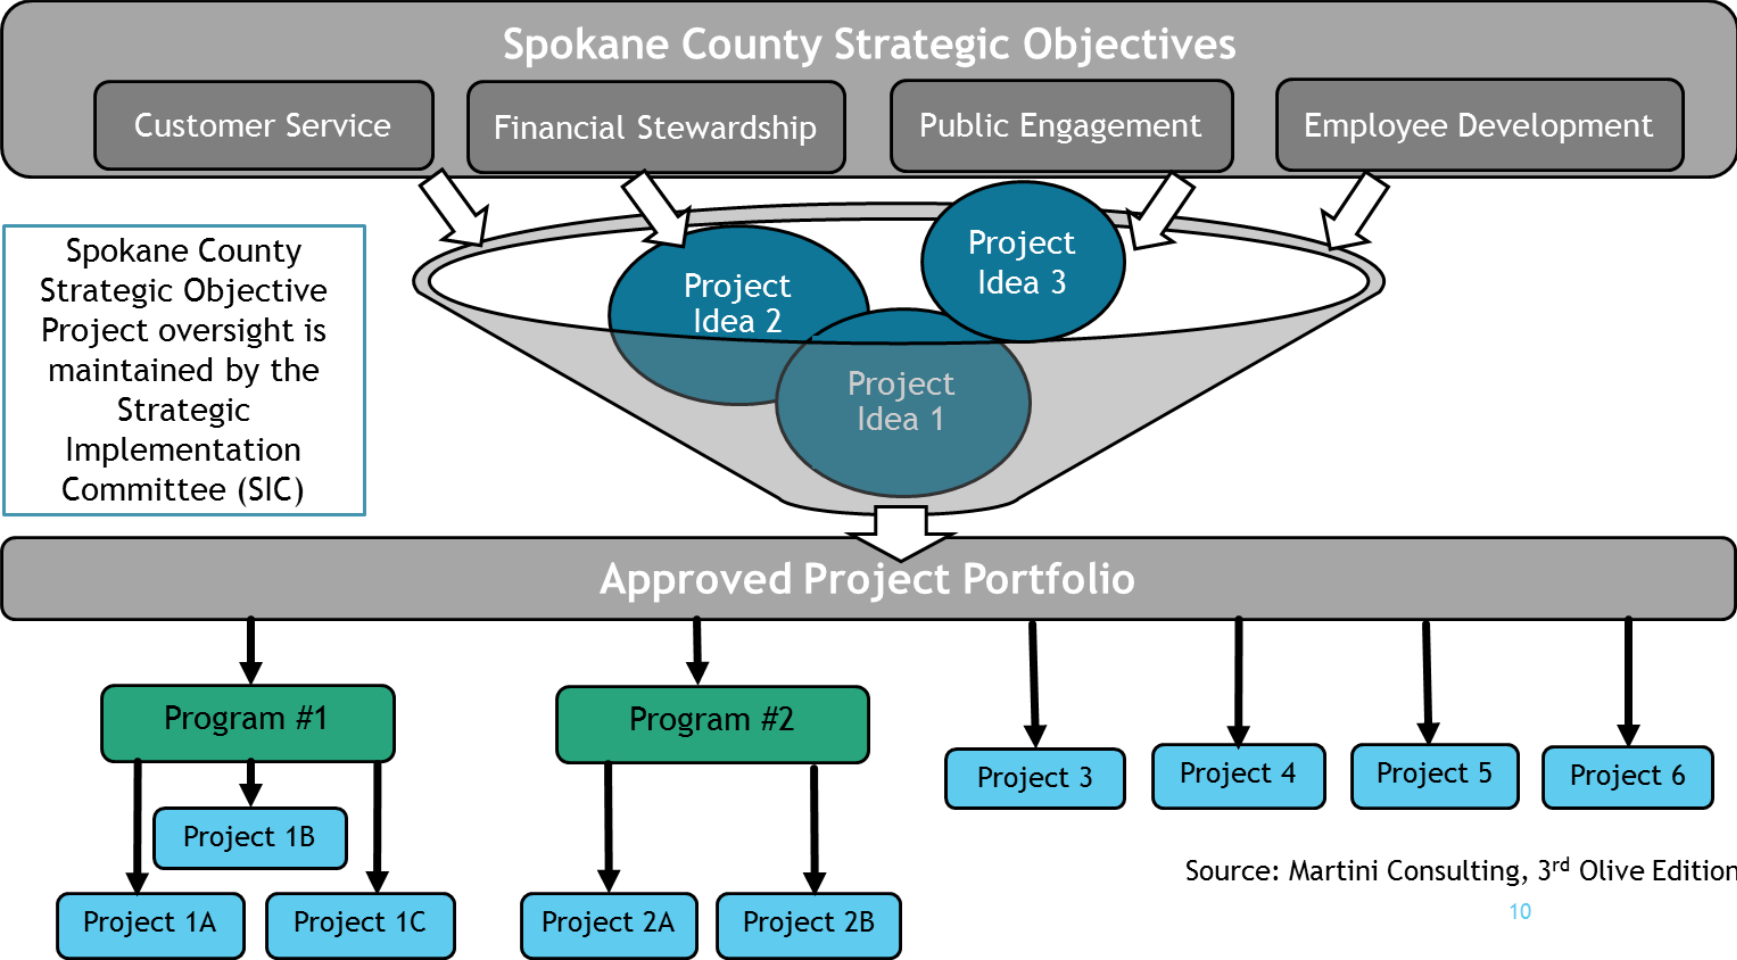 Spokane County Strategic Objectives
Customer Service
Financial Stewardship
Public Engagement
Employee Development
Spokane County
Strategic Objective
Project oversight is
maintained by the
Strategic
Implementation
Committee (SIC)
Project
Idea 3
Project
Idea 2
Project
Idea 1
Approved Project Portfolio
Program #1
Program #2
Project 3
Project 4
Project 5
Project 6
Project 1B
Project 1A
Project 1C
Project 2A
Project 2B
Source: Martini Consulting, 3rd Olive Edition
10